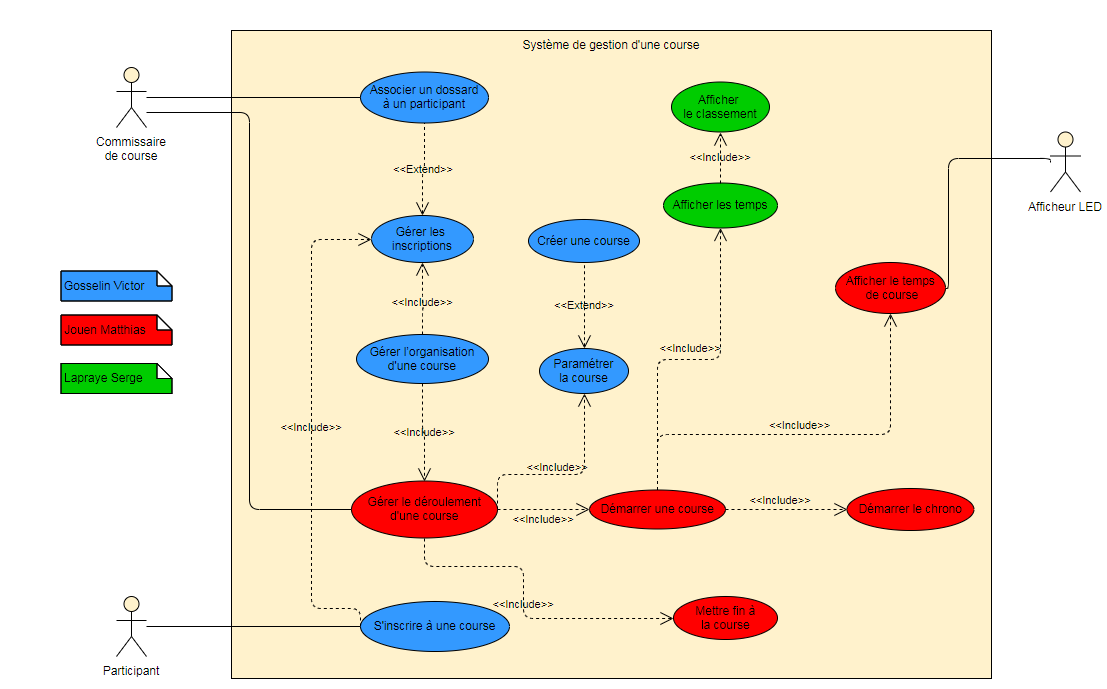 Système de gestion d'une course
Commissaire
de course
Associer un dossard
à un participant
Afficher
le classement
<<Include>>
<<Extend>>
Afficher les temps
Afficheur LED
Gérer les
inscriptions
Créer une course
Gosselin Victor
Jouen Matthias
Lapraye Serge
<<Include>>
<<Extend>>
Afficher le temps
de course
<<Include>>
Gérer l'organisation
d'une course
Paramétrer
la course
<<Include>>
<<Include>>
<<Include>>
<<Include>>
Gérer le déroulement
d'une course
<<Include>>
Démarrer une course
<<Include>>
Démarrer le chrono
<<Include>>
Mettre fin à
la course
S'inscrire à une course
Participant